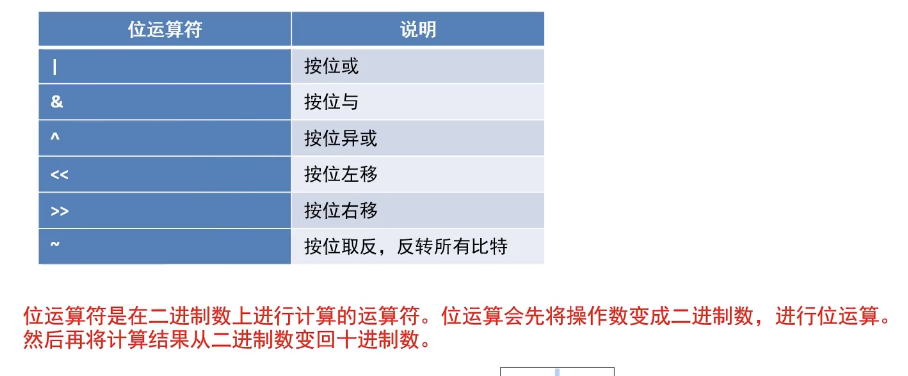 位运算符 说明
| 按位或
& 按位与
^ 按位异或
<< 按位左移
>> 按位右移
~ 按位取反，反转所有比特
位运算符是在二进制数上进行计算的运算符。位运算会先将操作数变成二进制数，进行位运算。
然后再将计算结果从二进制数变回十进制数。